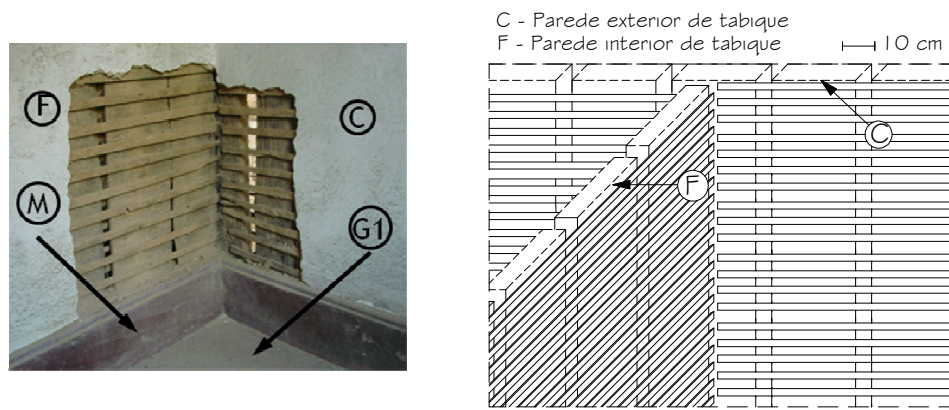 C - Parede exterior de tabique
F - Parede interior de tabique
10 cm
F
C
M
G1
C
F